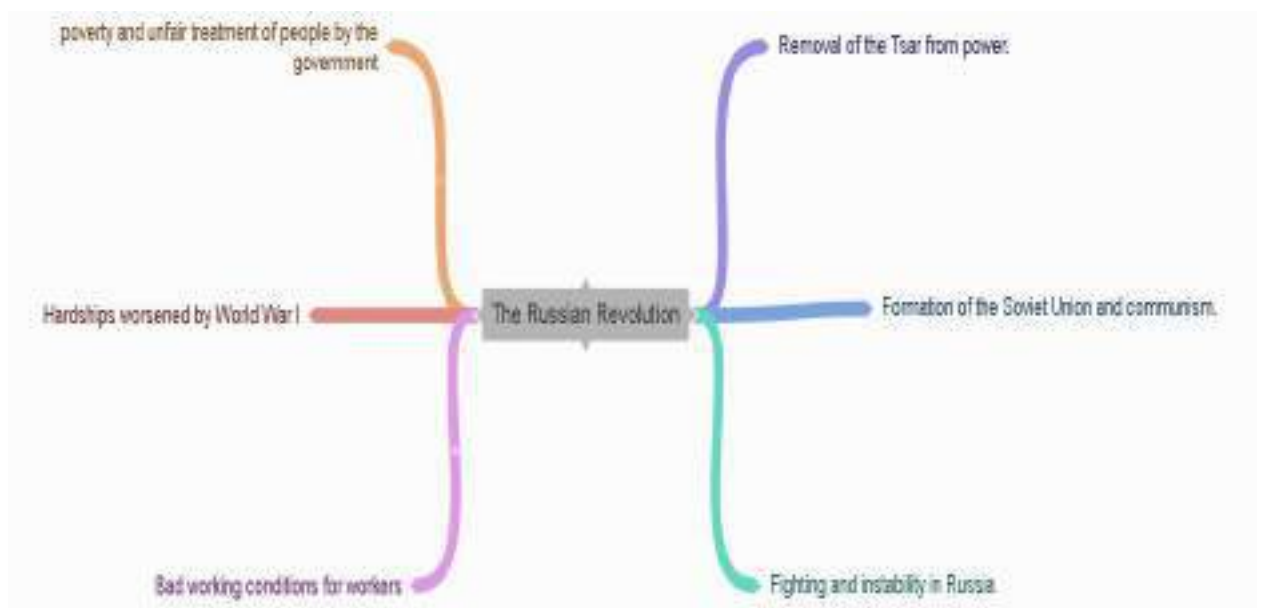 poverty and unfair treatment of people by the
government
Removal of the Tsar from power.
Hardships worsened by World War I
The Russian Revolution
Formation of the Soviet Union and communism.
Bad working conditions for workers
Fighting and instability in Russia